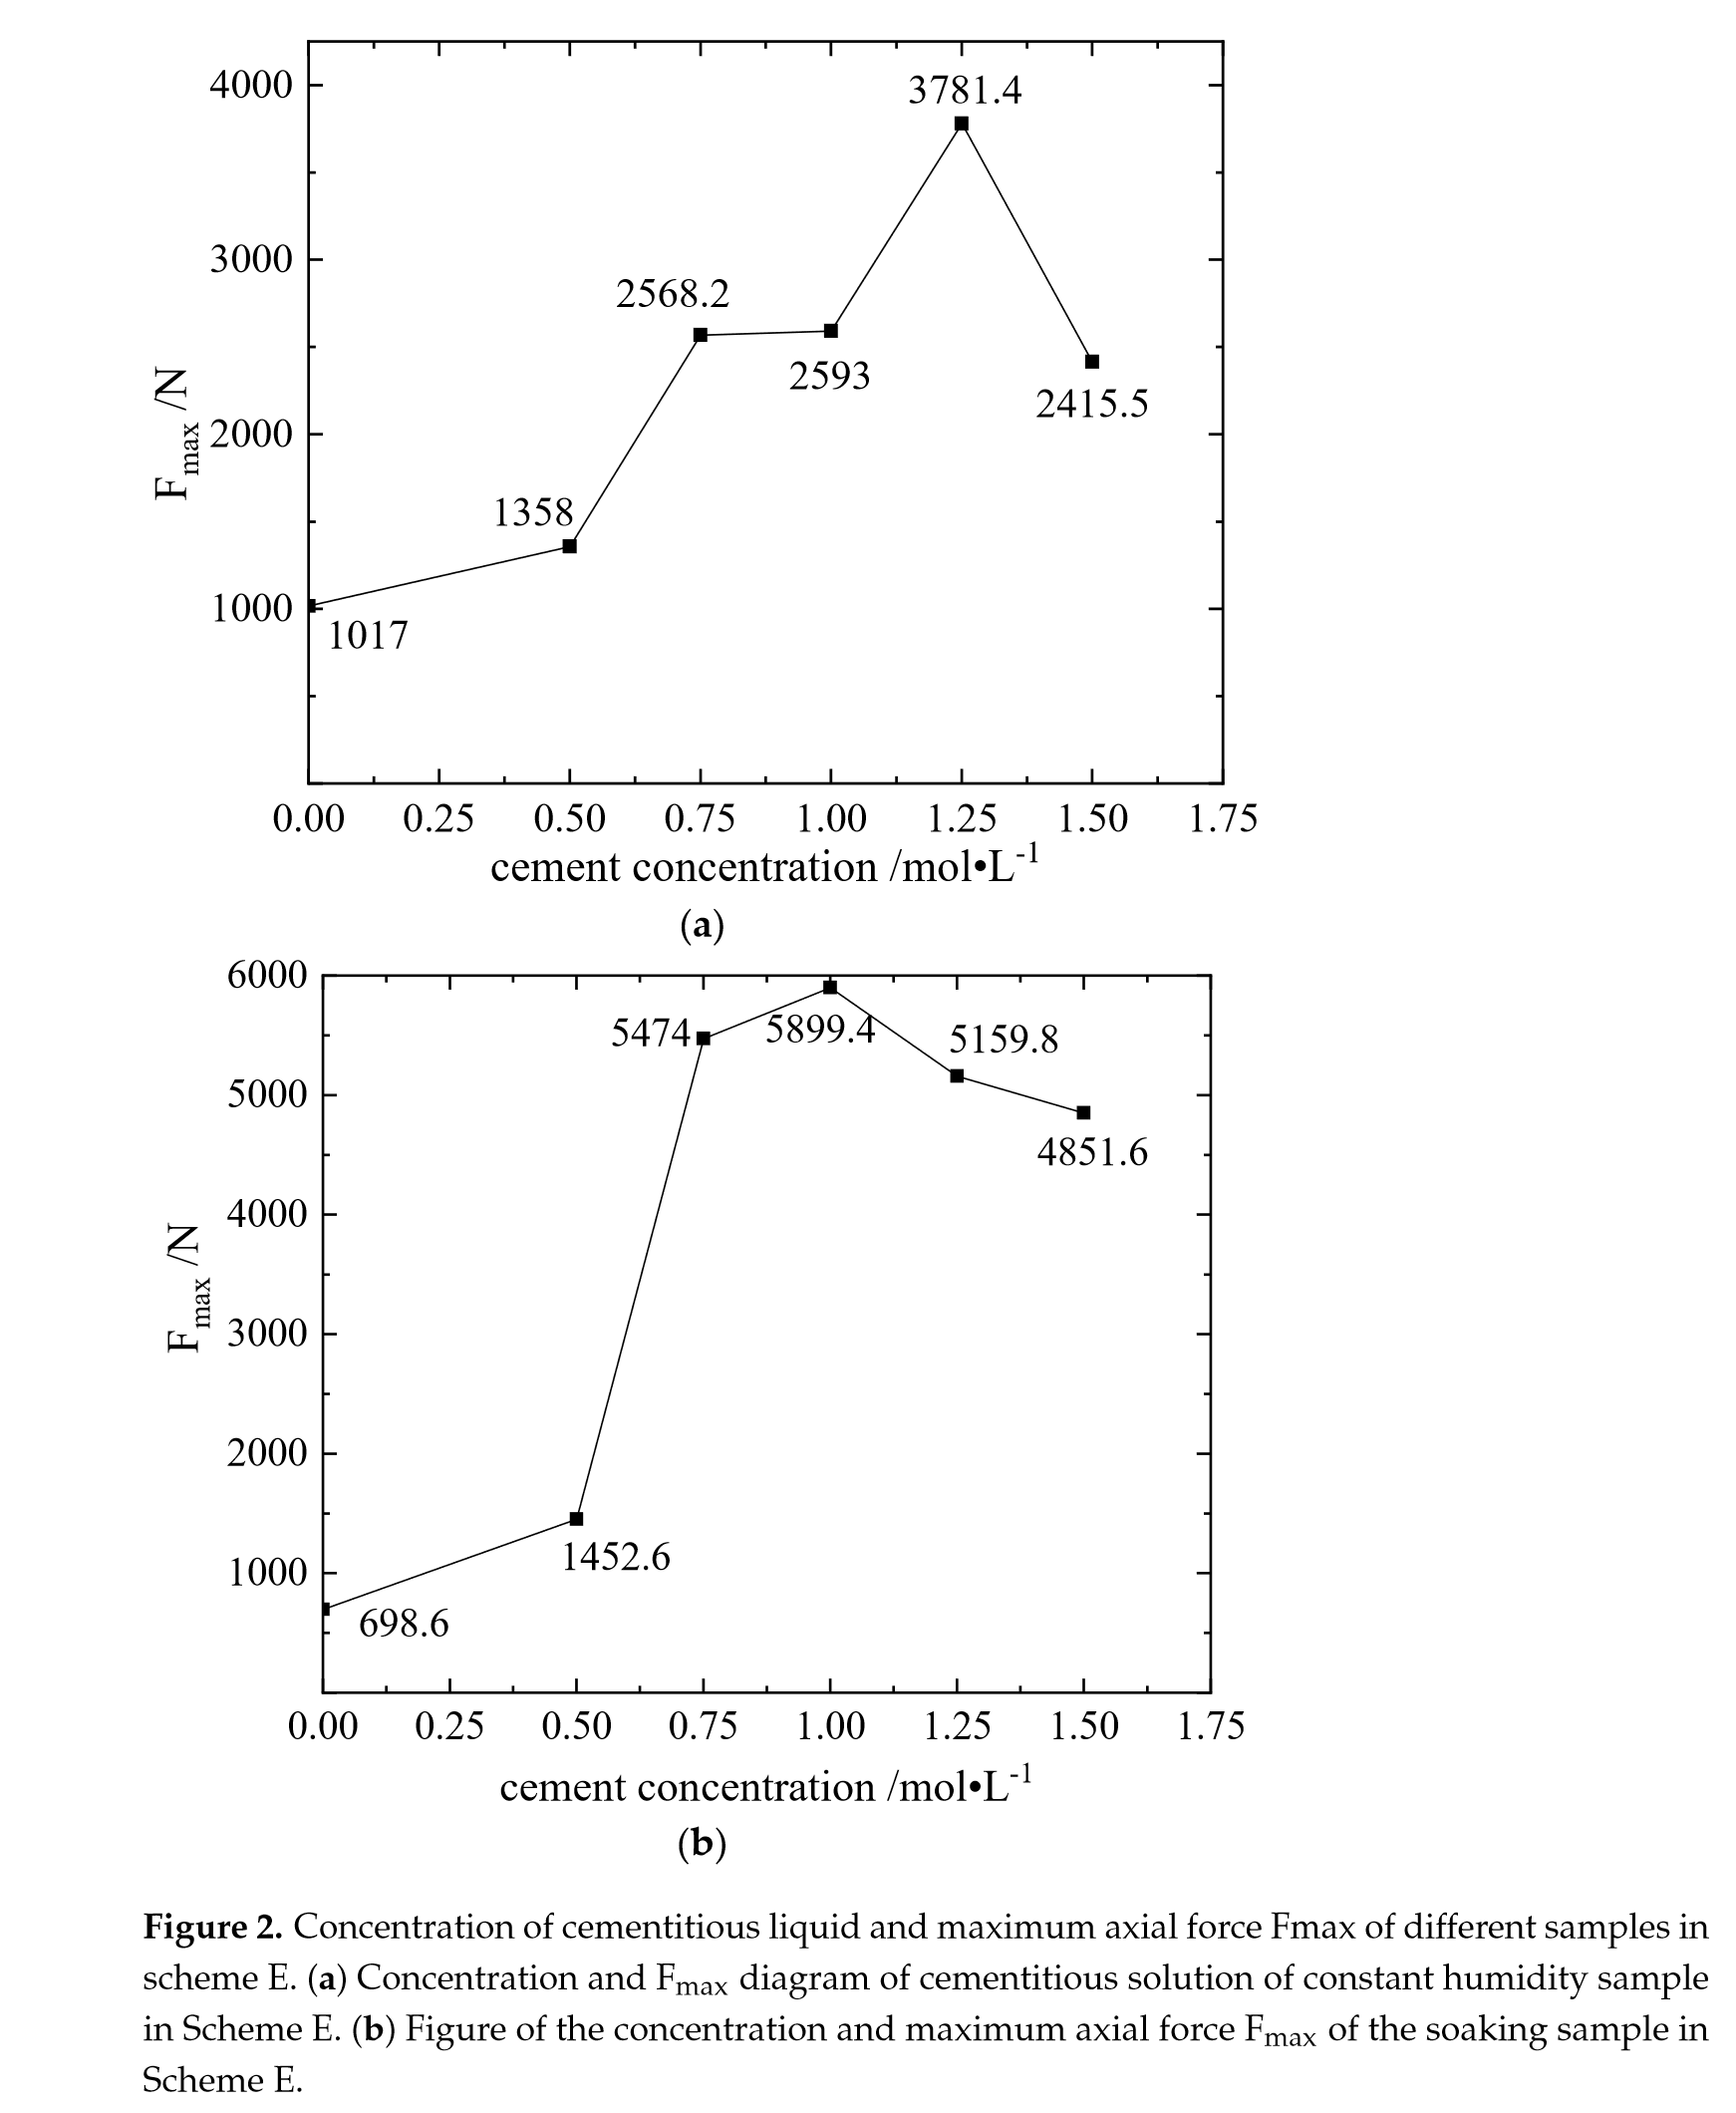 4000
3000
2000
1000
F_max /N
3781.4
2568.2
2593
2415.5
1358
1017
0.00 0.25 0.50 0.75 1.00 1.25 1.50 1.75
cement concentration /mol•L⁻¹
(a)
6000
5000
4000
3000
2000
1000
F_max /N
5474
5899.4
5159.8
4851.6
1452.6
698.6
0.00 0.25 0.50 0.75 1.00 1.25 1.50 1.75
cement concentration /mol•L⁻¹
(b)
Figure 2. Concentration of cementitious liquid and maximum axial force Fmax of different samples in
scheme E. (a) Concentration and F_max diagram of cementitious solution of constant humidity sample
in Scheme E. (b) Figure of the concentration and maximum axial force F_max of the soaking sample in
Scheme E.